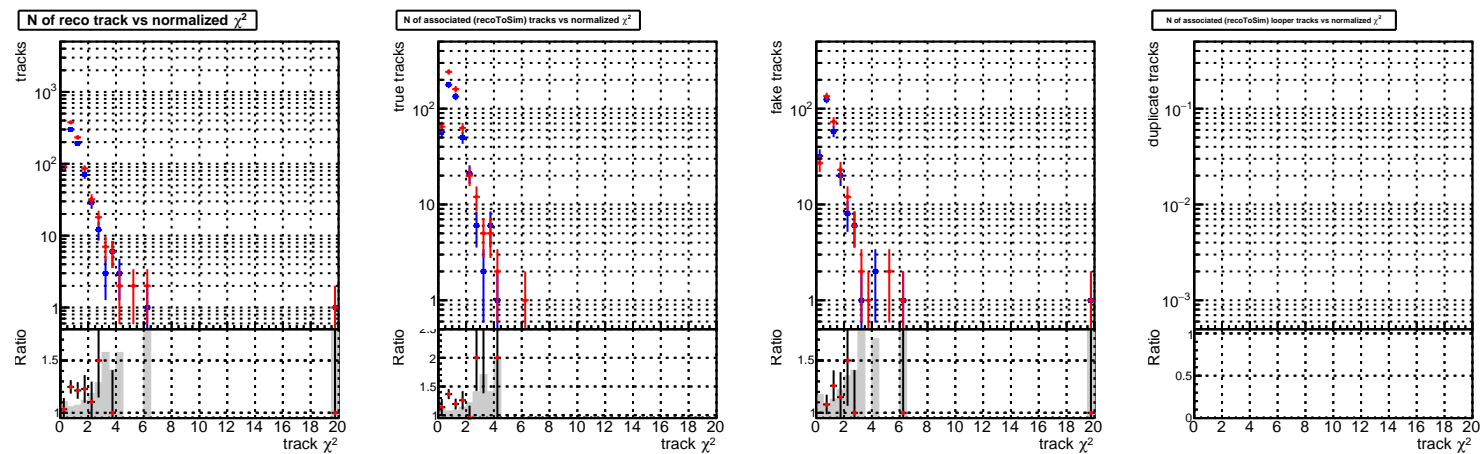 N of reco track vs normalized χ²
tracks
10³
10²
10
1
Ratio
1.5
1
0 2 4 6 8 10 12 14 16 18 20
track χ²
N of associated (recoToSim) tracks vs normalized χ²
true tracks
10²
10
1
Ratio
2.5
2
1.5
1
0 2 4 6 8 10 12 14 16 18 20
track χ²
fake tracks
10²
10
1
Ratio
1.5
1
0 2 4 6 8 10 12 14 16 18 20
track χ²
N of associated (recoToSim) looper tracks vs normalized χ²
duplicate tracks
10⁻¹
10⁻²
10⁻³
Ratio
1
0.5
0
0 2 4 6 8 10 12 14 16 18 20
track χ²